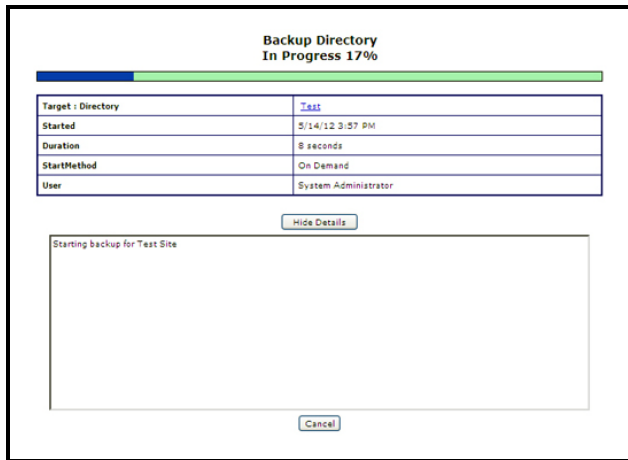 Backup Directory
In Progress 17%
Target : Directory Test
Started 5/14/12 3:57 PM
Duration 8 seconds
StartMethod On Demand
User System Administrator
Hide Details
Starting backup for Test Site
Cancel